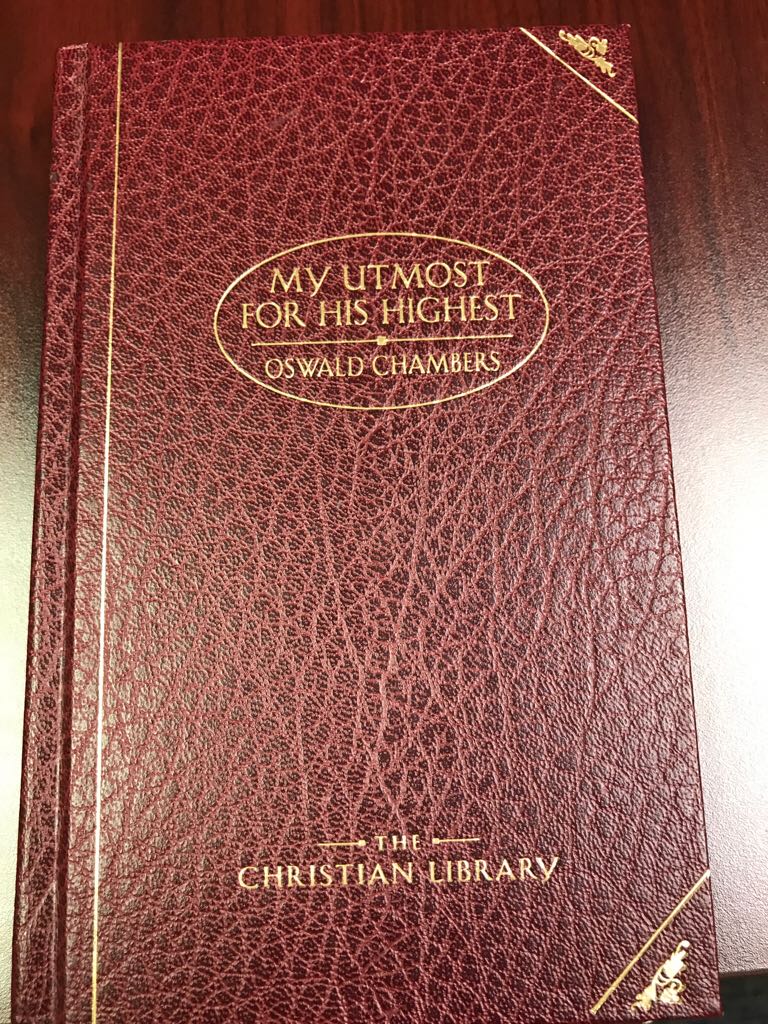 MY UTMOST
FOR HIS HIGHEST
OSWALD CHAMBERS
THE
CHRISTIAN LIBRARY